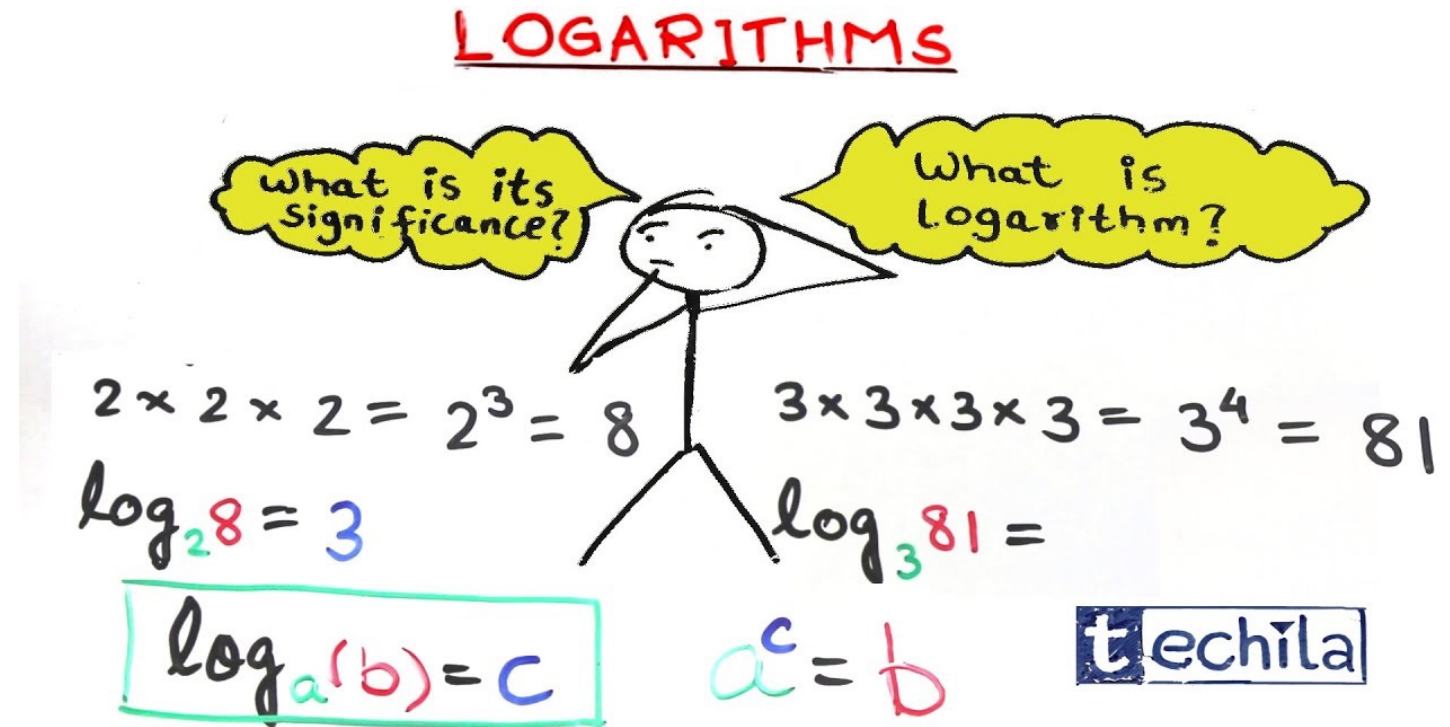 LOGARITHMS
What is its
significance?
What is
Logarithm?
2 × 2 × 2 = 2³ = 8
log₂8 = 3
3 × 3 × 3 × 3 = 3⁴ = 81
log₃81 =
logₐ(b) = c
aᶜ = b
techila